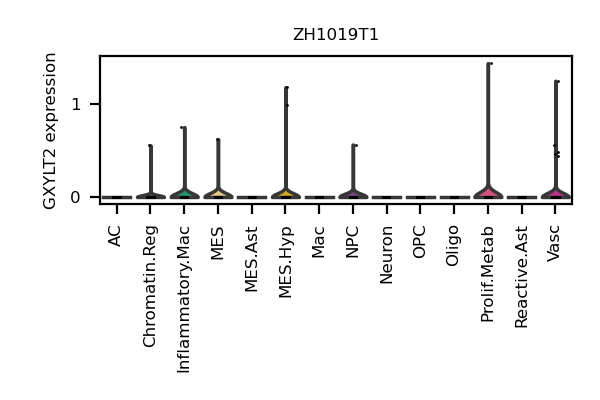 ZH1019T1
GXYLT2 expression
1
0
AC
Chromatin.Reg
Inflammatory.Mac
MES
MES.Ast
MES.Hyp
Mac
NPC
Neuron
OPC
Oligo
Prolif.Metab
Reactive.Ast
Vasc